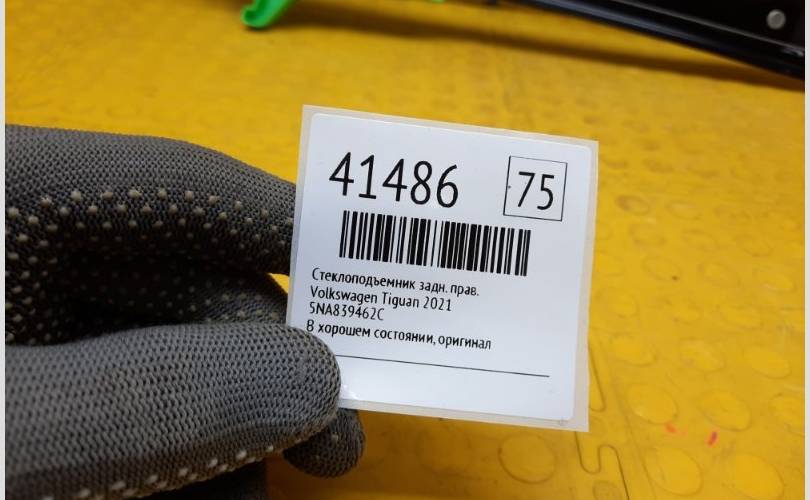 41486 75
Стеклоподъемник задн. прав.
Volkswagen Tiguan 2021
5NA839462C
В хорошем состоянии, оригинал